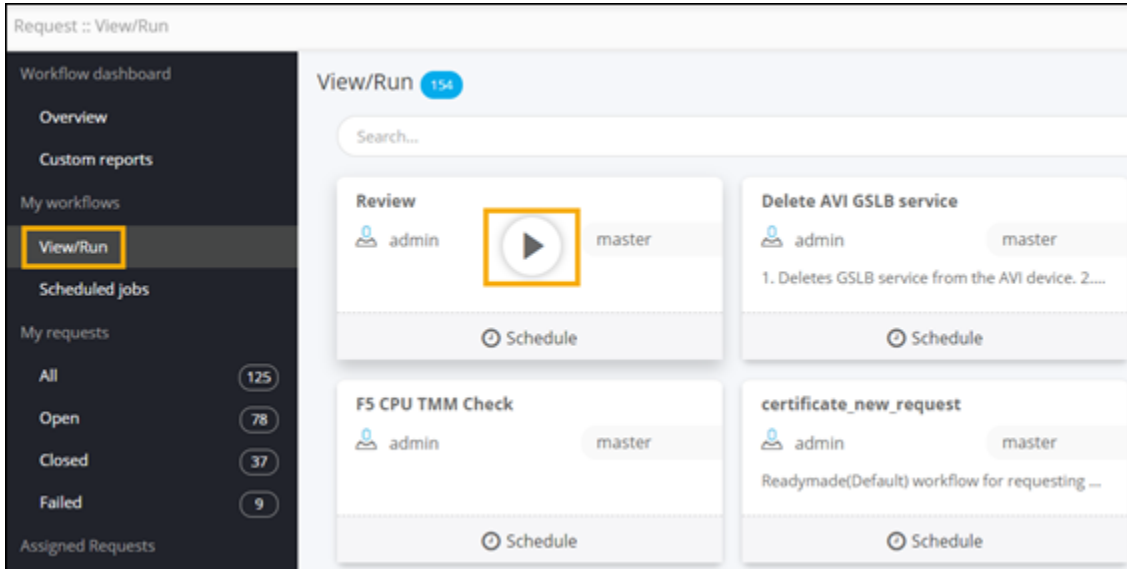 Request :: View/Run
Workflow dashboard
Overview
Custom reports
My workflows
View/Run
Scheduled jobs
My requests
All 125
Open 78
Closed 37
Failed 9
Assigned Requests
View/Run 154
Search...
Review
admin master
Schedule
Delete AVI GSLB service
admin master
1. Deletes GSLB service from the AVI device. 2....
Schedule
F5 CPU TMM Check
admin master
Schedule
certificate_new_request
admin master
Readymade(Default) workflow for requesting ...
Schedule